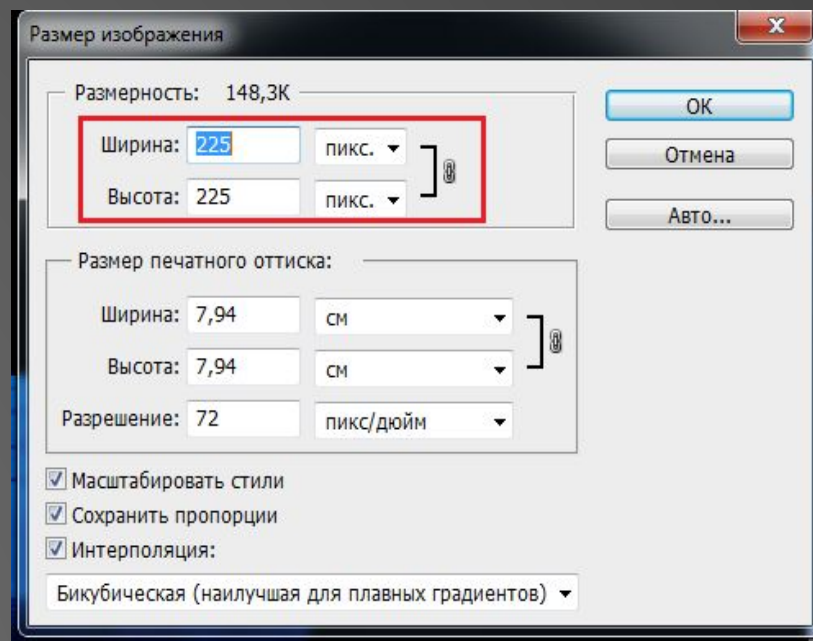 Размер изображения
Размерность: 148,3К
Ширина: 225 пикс.
Высота: 225 пикс.
ОК
Отмена
Авто...
Размер печатного оттиска:
Ширина: 7,94 см
Высота: 7,94 см
Разрешение: 72 пикс/дюйм
Масштабировать стили
Сохранить пропорции
Интерполяция:
Бикубическая (наилучшая для плавных градиентов)